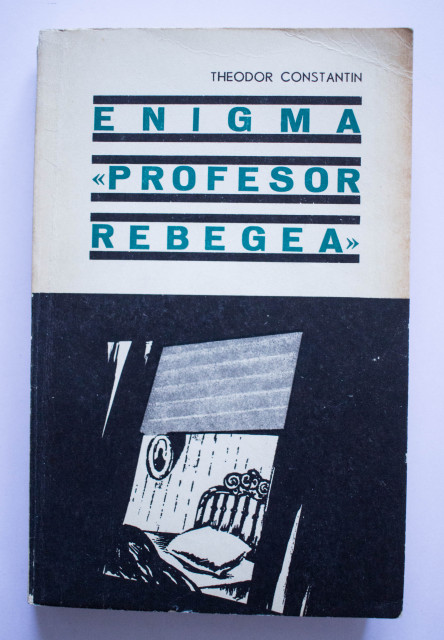 THEODOR CONSTANTIN
ENIGMA
«PROFESOR
REBEGEA»